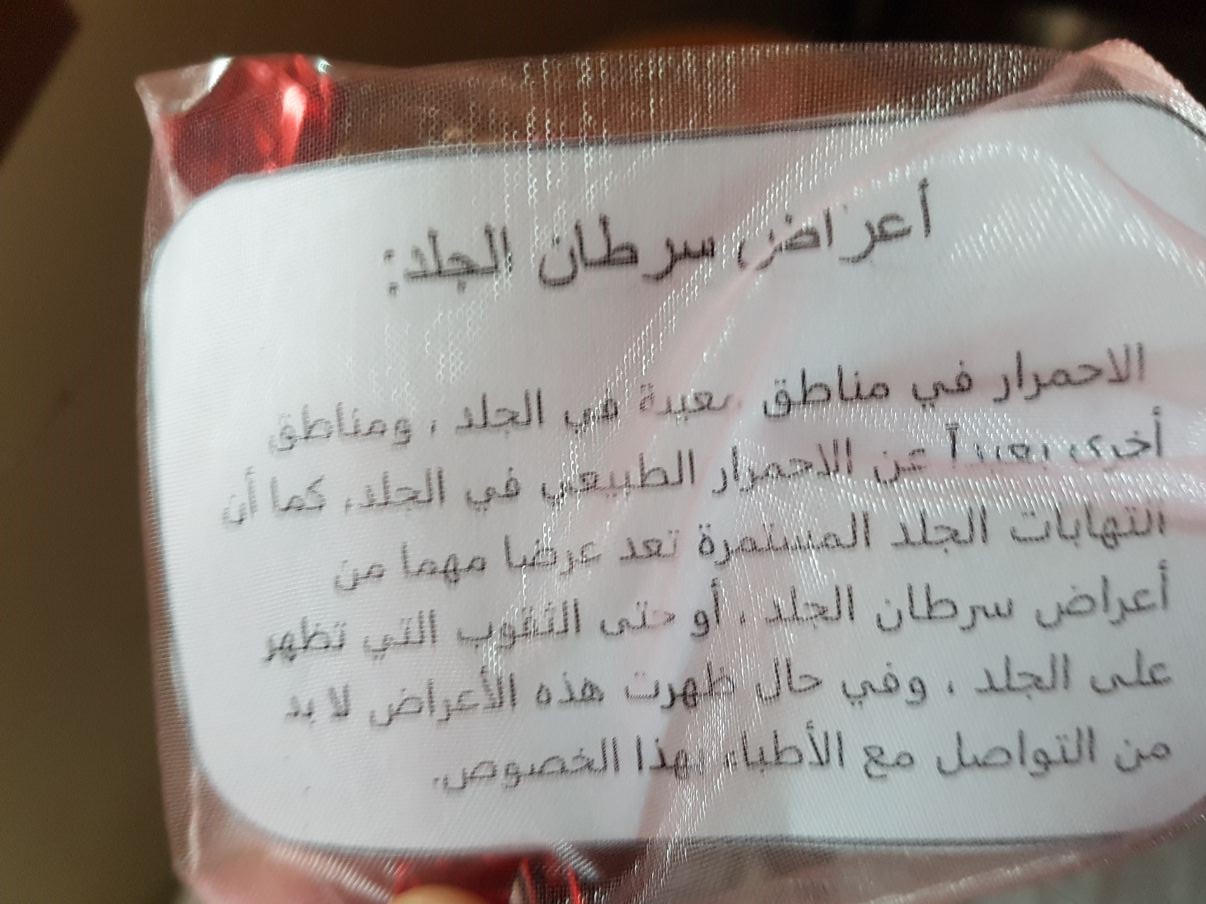 أعراض سرطان الجلد:
الاحمرار في مناطق بعيدة في الجلد ، ومناطق
أخرى بعيداً عن الاحمرار الطبيعي في الجلد، كما أن
التهابات الجلد المستمرة تعد عرضا مهما من
أعراض سرطان الجلد ، أو حتى الثقوب التي تظهر
على الجلد ، وفي حال ظهرت هذه الأعراض لا بد
من التواصل مع الأطباء بهذا الخصوص.